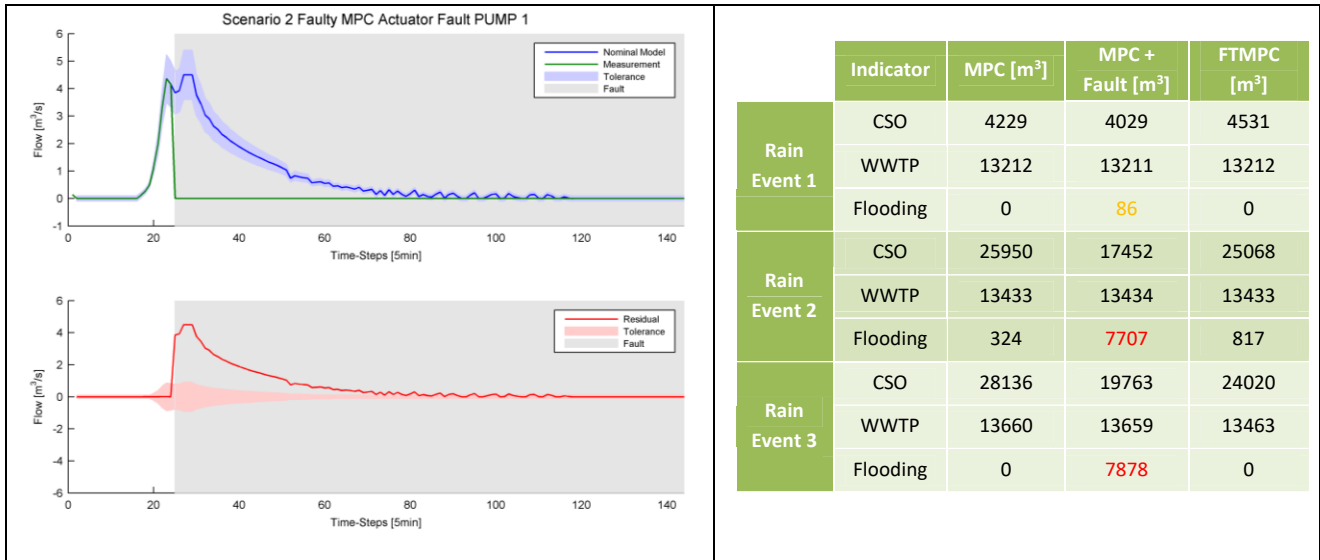 Scenario 2 Faulty MPC Actuator Fault PUMP 1
6
5
4
3
2
1
0
-1
Flow [m³/s]
Nominal Model
Measurement
Tolerance
Fault
0 20 40 60 80 100 120 140
Time-Steps [5min]
6
4
2
0
-2
-4
-6
Flow [m³/s]
Residual
Tolerance
Fault
0 20 40 60 80 100 120 140
Time-Steps [5min]
Indicator MPC [m³] MPC + Fault [m³] FTMPC [m³]
Rain Event 1
CSO 4229 4029 4531
WWTP 13212 13211 13212
Flooding 0 86 0
Rain Event 2
CSO 25950 17452 25068
WWTP 13433 13434 13433
Flooding 324 7707 817
Rain Event 3
CSO 28136 19763 24020
WWTP 13660 13659 13463
Flooding 0 7878 0